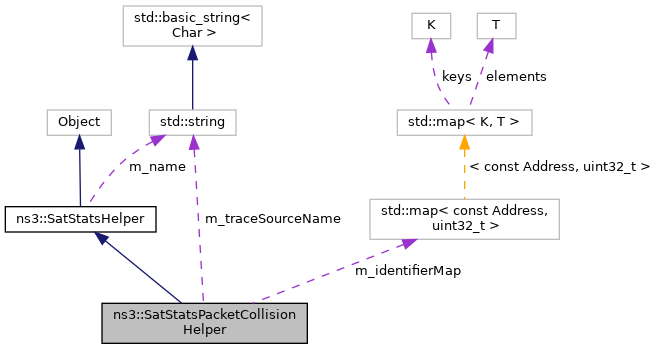 std::basic_string<
Char >
K
T
keys
elements
Object
std::string
std::map< K, T >
m_name
< const Address, uint32_t >
ns3::SatStatsHelper
m_traceSourceName
std::map< const Address,
uint32_t >
m_identifierMap
ns3::SatStatsPacketCollision
Helper